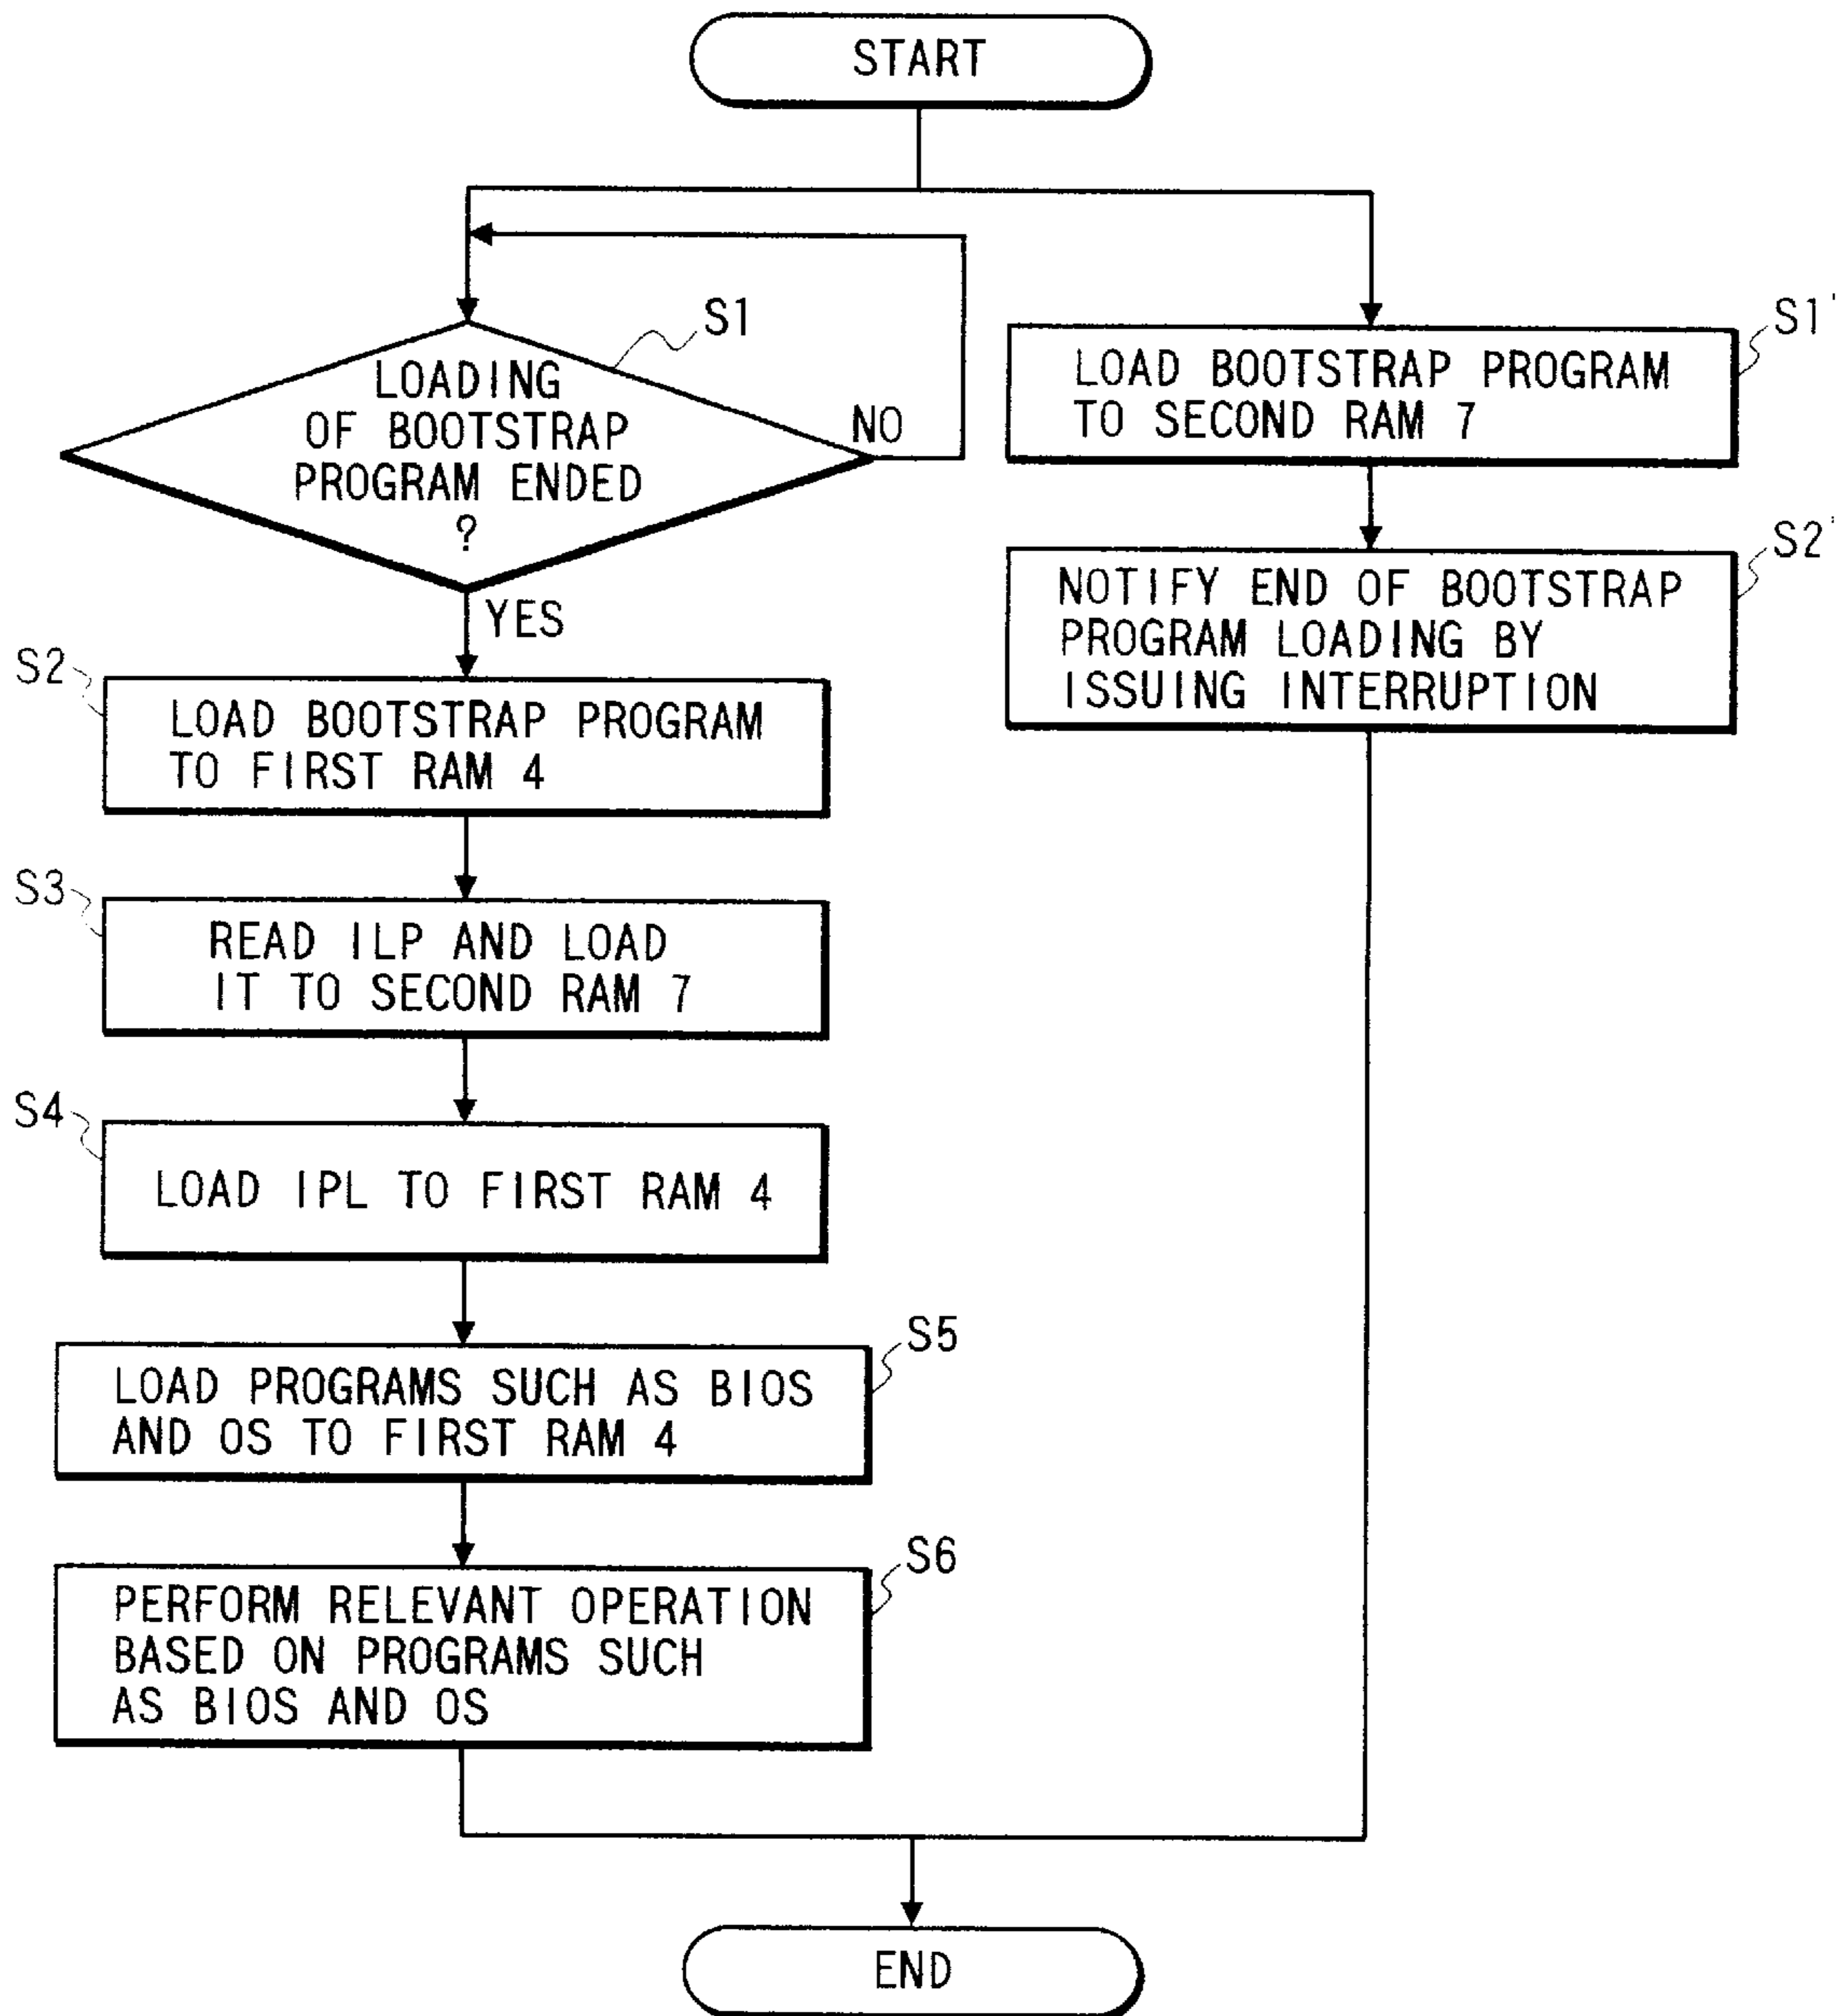 START
S1
LOADING
OF BOOTSTRAP
PROGRAM ENDED
?
NO
YES
S1'
LOAD BOOTSTRAP PROGRAM
TO SECOND RAM 7
S2'
NOTIFY END OF BOOTSTRAP
PROGRAM LOADING BY
ISSUING INTERRUPTION
S2
LOAD BOOTSTRAP PROGRAM
TO FIRST RAM 4
S3
READ ILP AND LOAD
IT TO SECOND RAM 7
S4
LOAD IPL TO FIRST RAM 4
S5
LOAD PROGRAMS SUCH AS BIOS
AND OS TO FIRST RAM 4
S6
PERFORM RELEVANT OPERATION
BASED ON PROGRAMS SUCH
AS BIOS AND OS
END